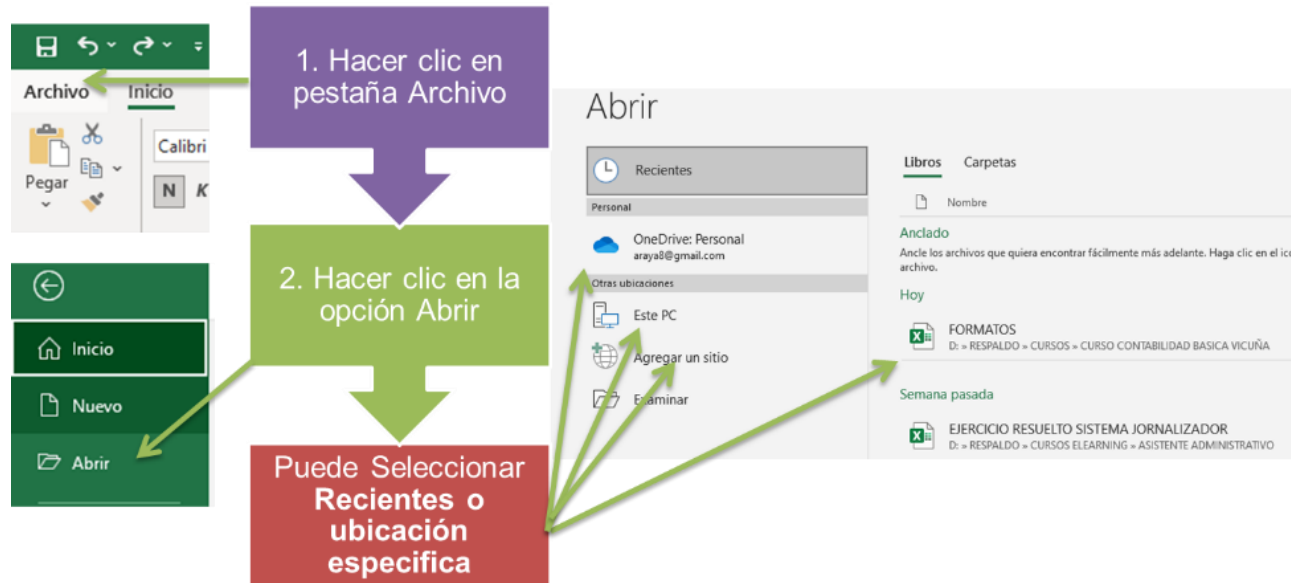 Archivo Inicio
Pegar
Calibri
N K
Inicio
Nuevo
Abrir
1. Hacer clic en
pestaña Archivo
2. Hacer clic en la
opción Abrir
Puede Seleccionar
Recientes o
ubicación
especifica
Abrir
Recientes
Personal
OneDrive: Personal
araya8@gmail.com
Otras ubicaciones
Este PC
Agregar un sitio
Examinar
Libros Carpetas
Nombre
Anclado
Ancle los archivos que quiera encontrar fácilmente más adelante. Haga clic en el ico
archivo.
Hoy
FORMATOS
D: » RESPALDO » CURSOS » CURSO CONTABILIDAD BASICA VICUÑA
Semana pasada
EJERCICIO RESUELTO SISTEMA JORNALIZADOR
D: » RESPALDO » CURSOS ELEARNING » ASISTENTE ADMINISTRATIVO